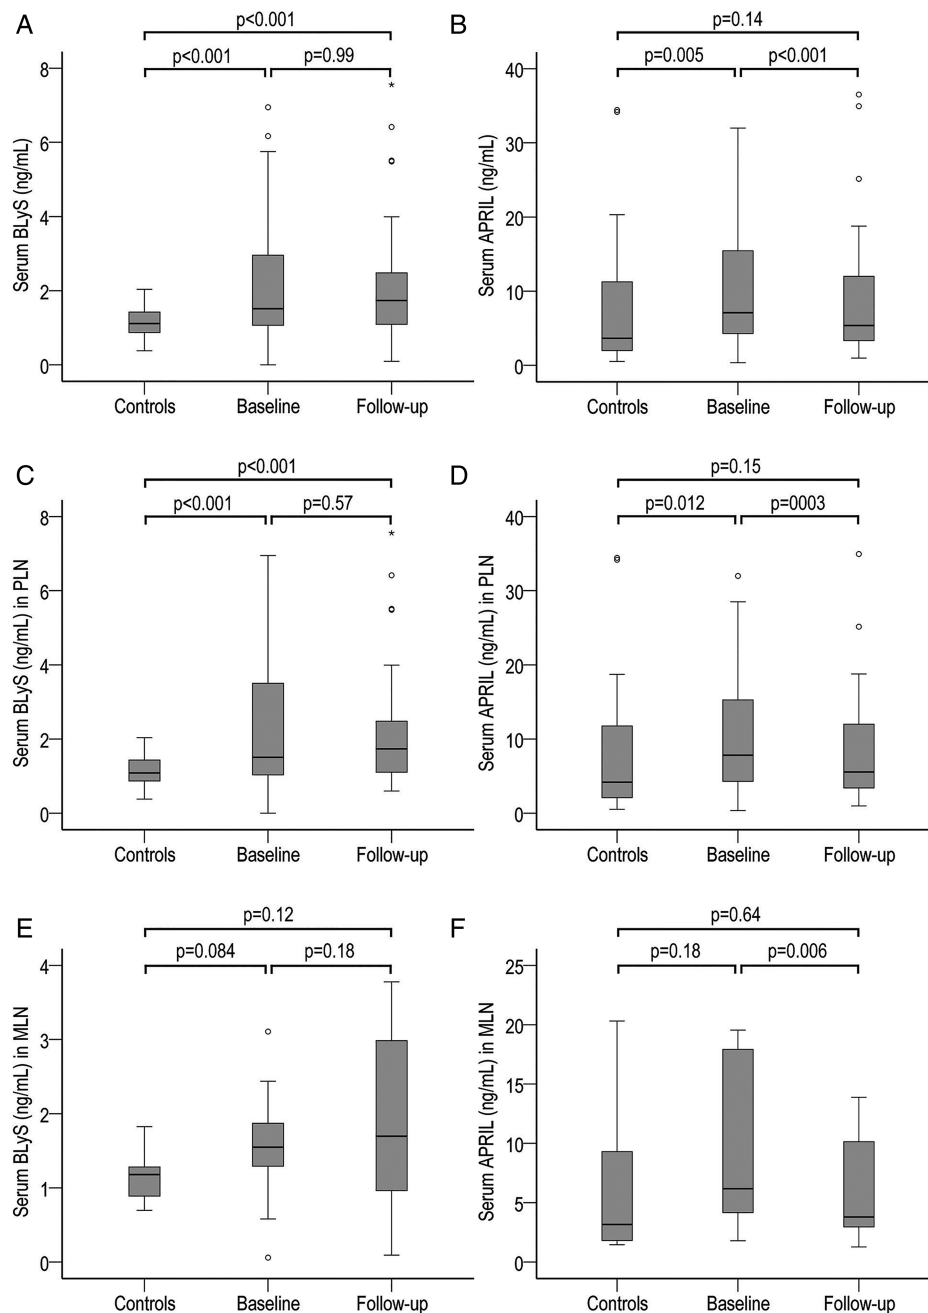 A
p<0.001
p<0.001
p=0.99
Serum BLyS (ng/mL)
8
6
4
2
0
Controls
Baseline
Follow-up
B
p=0.14
p=0.005
p<0.001
Serum APRIL (ng/mL)
40
30
20
10
0
Controls
Baseline
Follow-up
C
p<0.001
p<0.001
p=0.57
Serum BLyS (ng/mL) in PLN
8
6
4
2
0
Controls
Baseline
Follow-up
D
p=0.15
p=0.012
p=0003
Serum APRIL (ng/mL) in PLN
40
30
20
10
0
Controls
Baseline
Follow-up
E
p=0.12
p=0.084
p=0.18
Serum BLyS (ng/mL) in MLN
4
3
2
1
0
Controls
Baseline
Follow-up
F
p=0.64
p=0.18
p=0.006
Serum APRIL (ng/mL) in MLN
25
20
15
10
5
0
Controls
Baseline
Follow-up